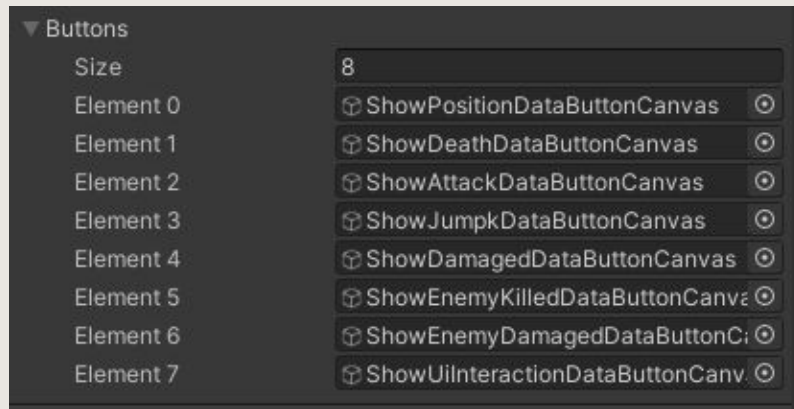 Buttons
Size 8
Element 0 ShowPositionDataButtonCanvas
Element 1 ShowDeathDataButtonCanvas
Element 2 ShowAttackDataButtonCanvas
Element 3 ShowJumpkDataButtonCanvas
Element 4 ShowDamagedDataButtonCanvas
Element 5 ShowEnemyKilledDataButtonCanva
Element 6 ShowEnemyDamagedDataButtonC
Element 7 ShowUiInteractionDataButtonCanv